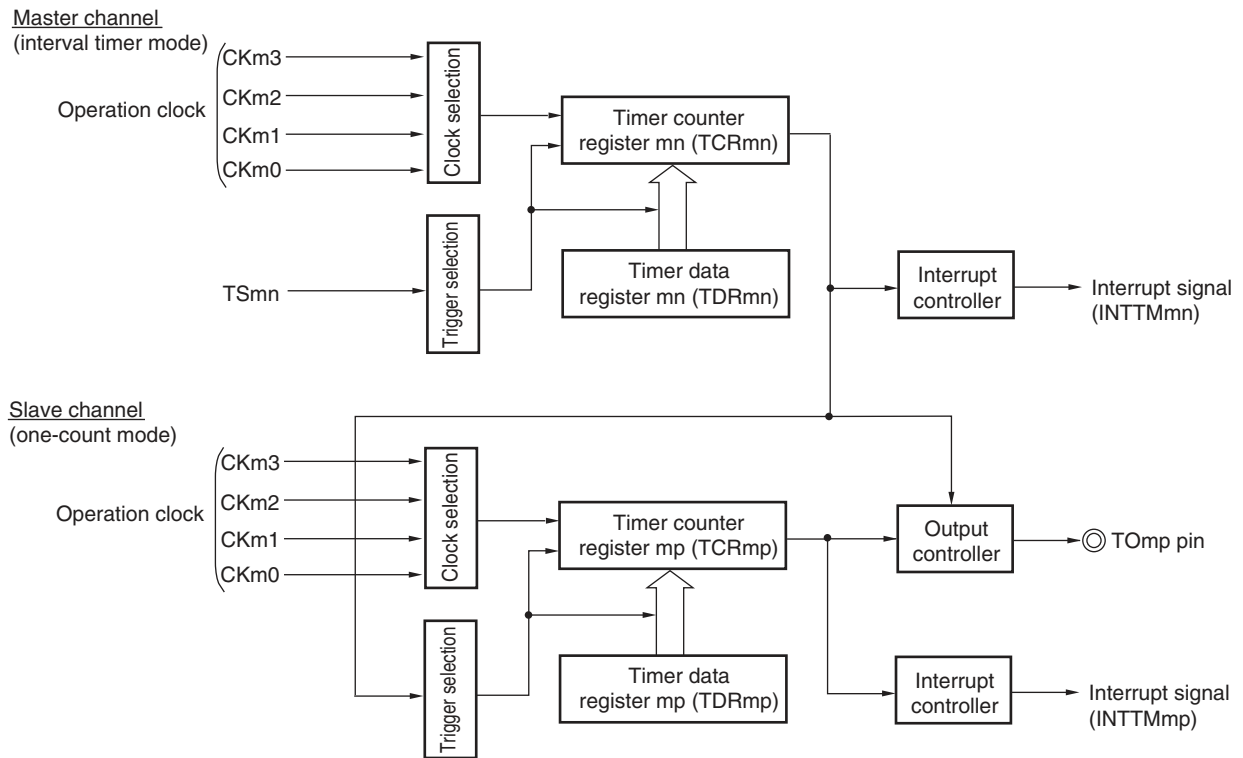 Master channel
(interval timer mode)
CKm3
CKm2
Operation clock
CKm1
CKm0
Clock selection
Timer counter
register mn (TCRmn)
TSmn
Trigger selection
Timer data
register mn (TDRmn)
Interrupt
controller
Interrupt signal
(INTTMmn)
Slave channel
(one-count mode)
CKm3
CKm2
Operation clock
CKm1
CKm0
Clock selection
Timer counter
register mp (TCRmp)
Output
controller
TOmp pin
Trigger selection
Timer data
register mp (TDRmp)
Interrupt
controller
Interrupt signal
(INTTMmp)